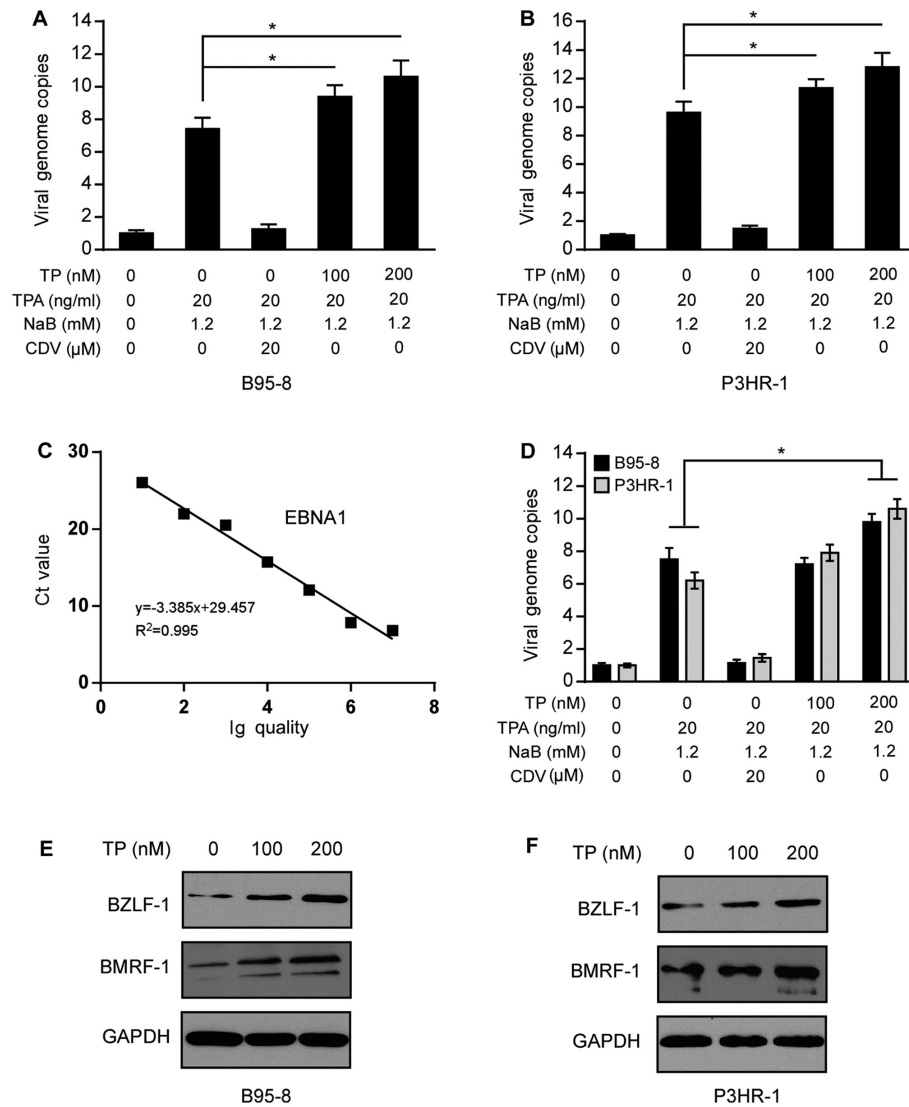 A
Viral genome copies
14
12
10
8
6
4
2
0
*
*
TP (nM) 0 0 0 100 200
TPA (ng/ml) 0 20 20 20 20
NaB (mM) 0 1.2 1.2 1.2 1.2
CDV (µM) 0 0 20 0 0
B95-8
B
Viral genome copies
16
14
12
10
8
6
4
2
0
*
*
TP (nM) 0 0 0 100 200
TPA (ng/ml) 0 20 20 20 20
NaB (mM) 0 1.2 1.2 1.2 1.2
CDV (µM) 0 0 20 0 0
P3HR-1
C
Ct value
30
20
10
0
EBNA1
y=-3.385x+29.457
R²=0.995
0 2 4 6 8
lg quality
D
Viral genome copies
14
12
10
8
6
4
2
0
B95-8
P3HR-1
*
TP (nM) 0 0 0 100 200
TPA (ng/ml) 0 20 20 20 20
NaB (mM) 0 1.2 1.2 1.2 1.2
CDV (µM) 0 0 20 0 0
E
TP (nM) 0 100 200
BZLF-1
BMRF-1
GAPDH
B95-8
F
TP (nM) 0 100 200
BZLF-1
BMRF-1
GAPDH
P3HR-1